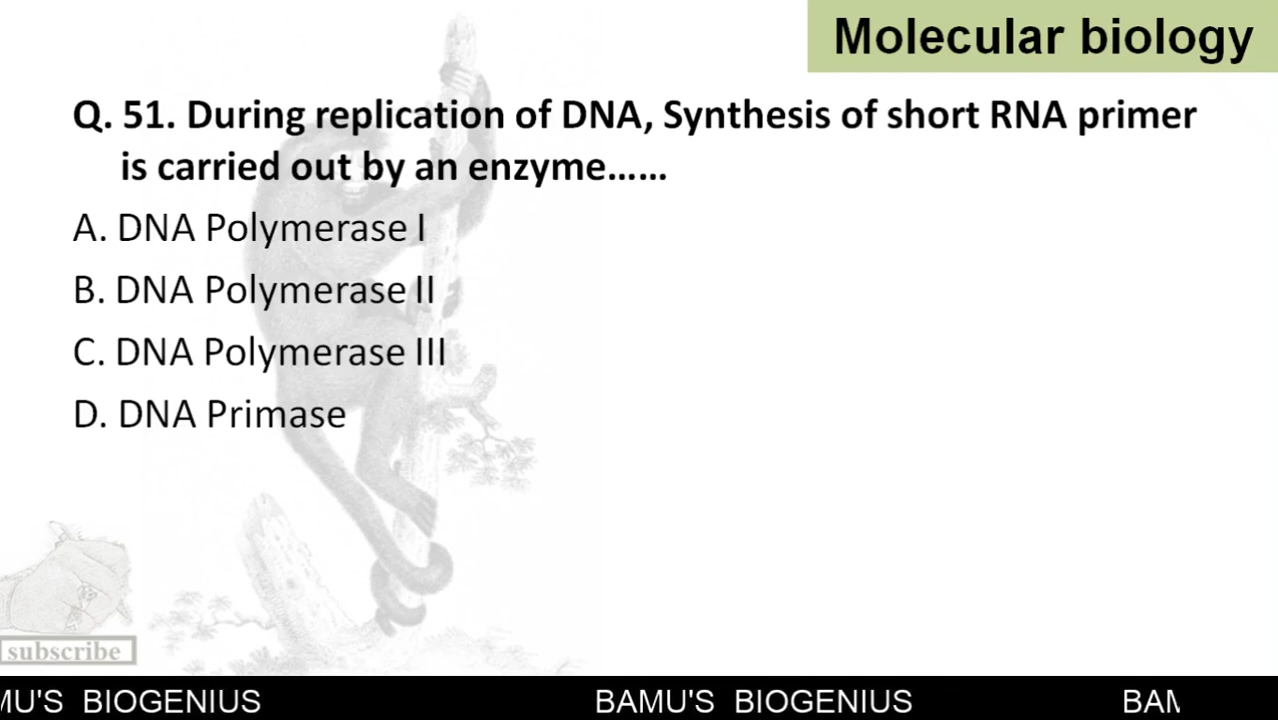 Molecular biology
Q. 51. During replication of DNA, Synthesis of short RNA primer
is carried out by an enzyme......
A. DNA Polymerase I
B. DNA Polymerase II
C. DNA Polymerase III
D. DNA Primase
subscribe
MU'S BIOGENIUS BAMU'S BIOGENIUS BAM